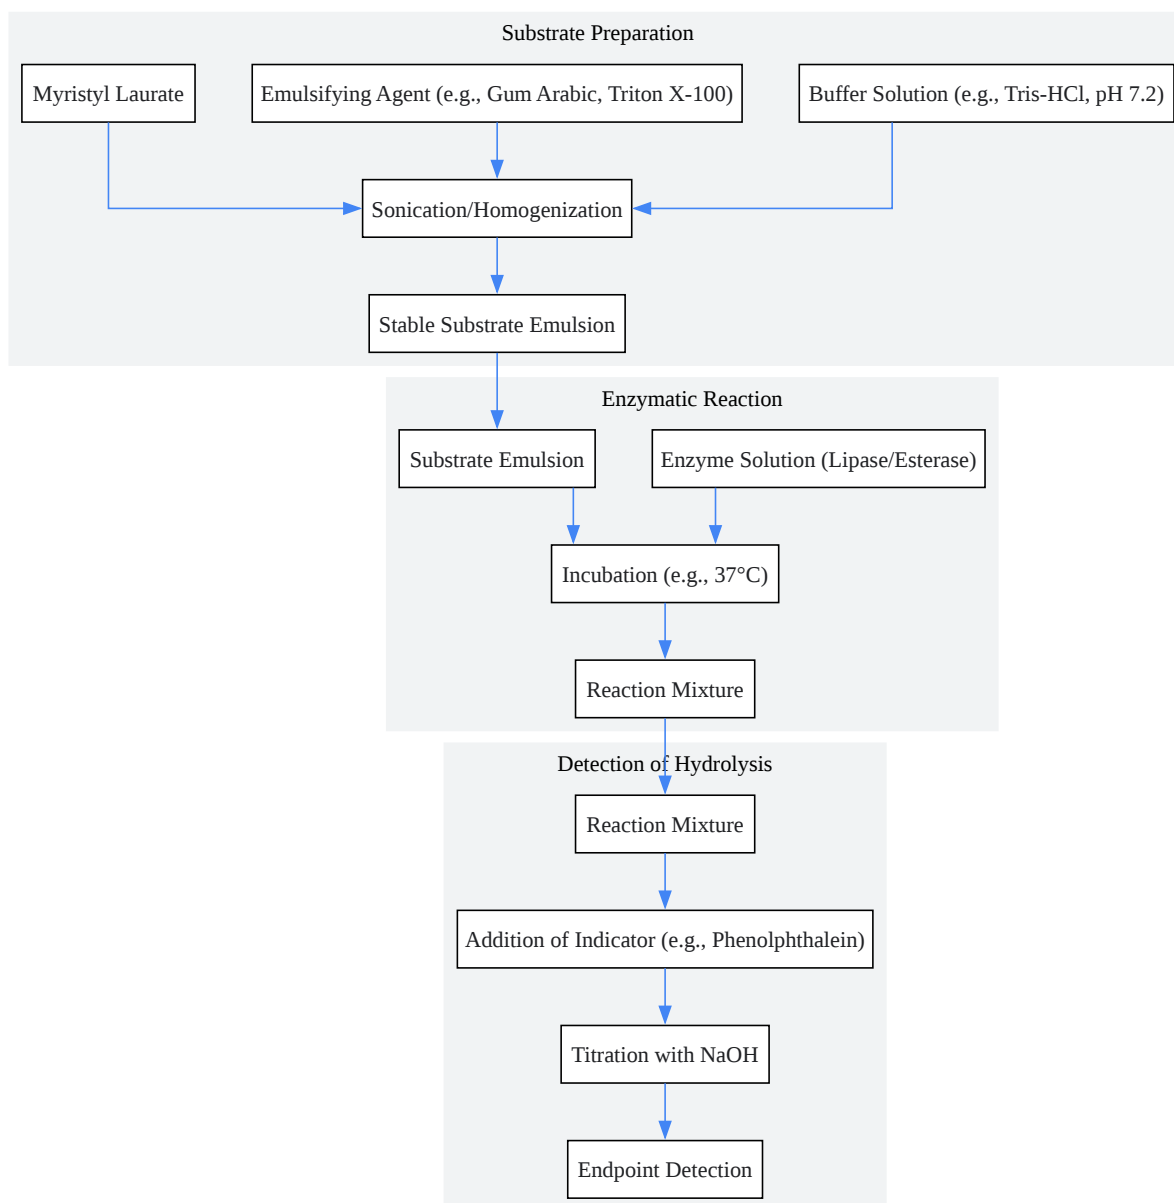 Substrate Preparation
Myristyl Laurate
Emulsifying Agent (e.g., Gum Arabic, Triton X-100)
Buffer Solution (e.g., Tris-HCl, pH 7.2)
Sonication/Homogenization
Stable Substrate Emulsion
Enzymatic Reaction
Substrate Emulsion
Enzyme Solution (Lipase/Esterase)
Incubation (e.g., 37°C)
Reaction Mixture
Detection of Hydrolysis
Reaction Mixture
Addition of Indicator (e.g., Phenolphthalein)
Titration with NaOH
Endpoint Detection